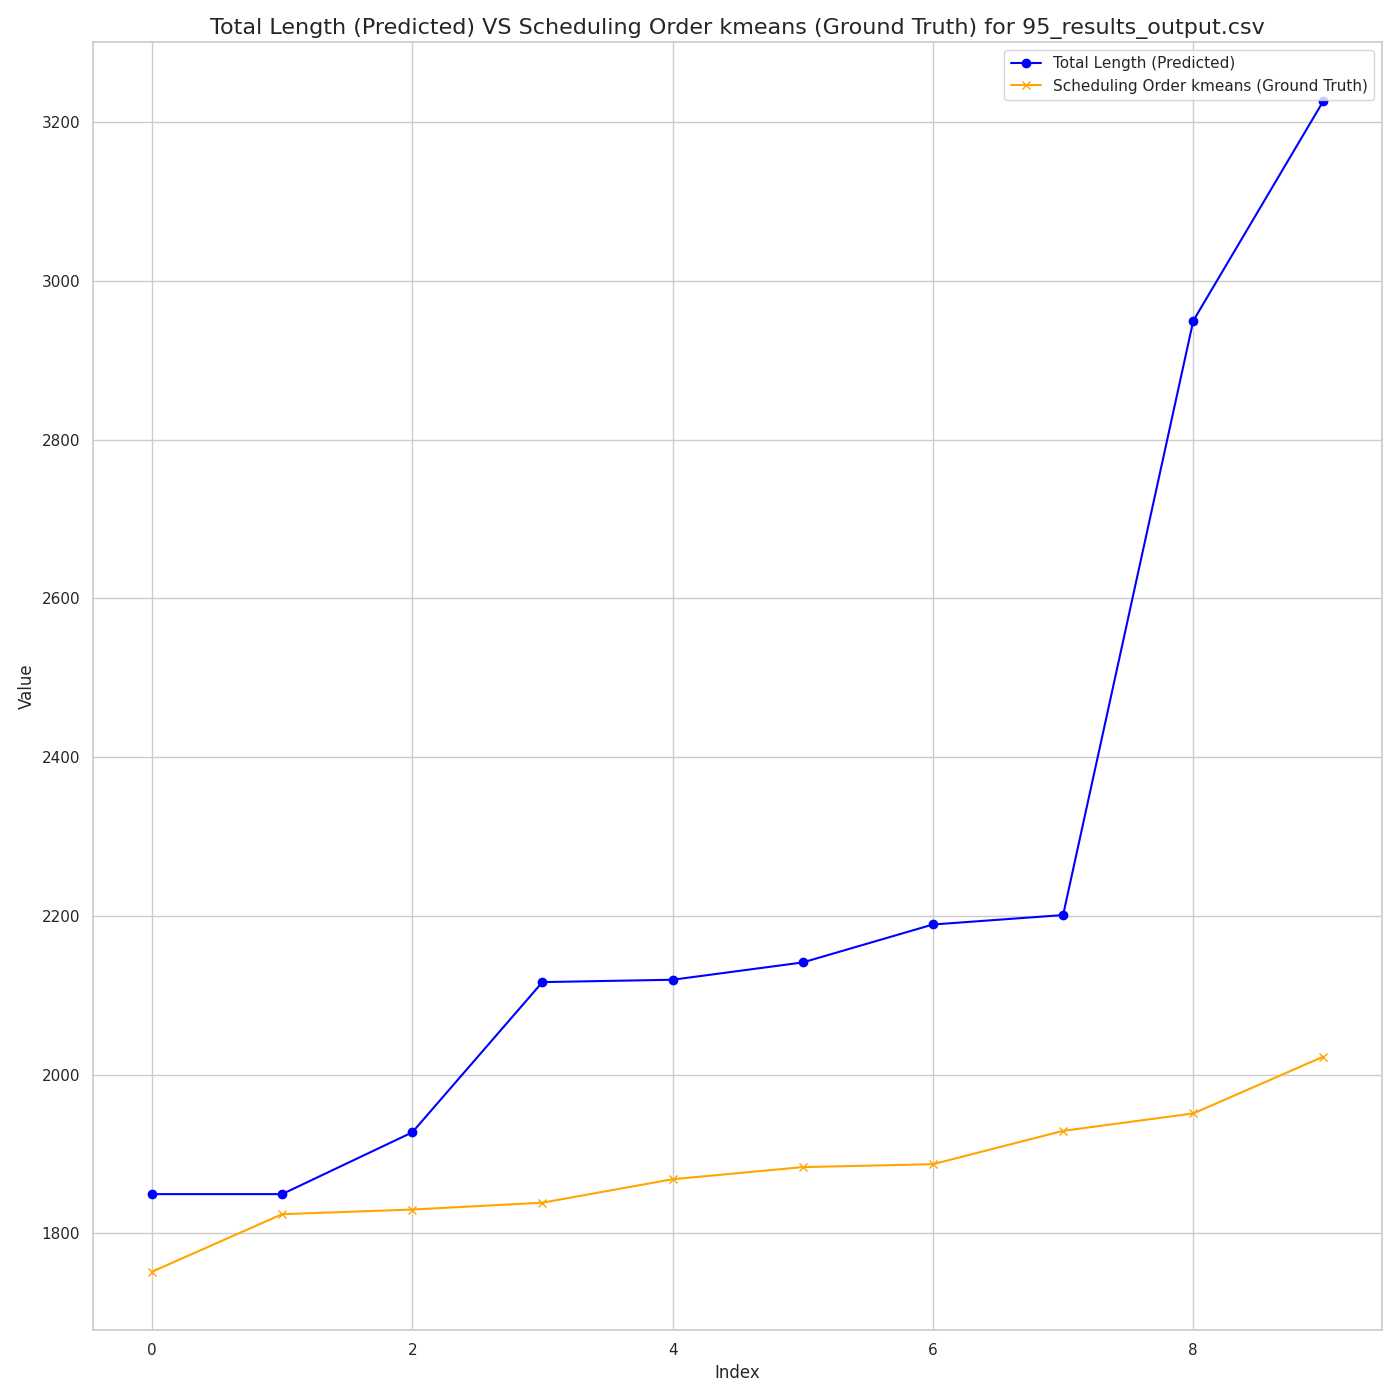 Total Length (Predicted) VS Scheduling Order kmeans (Ground Truth) for 95_results_output.csv
Total Length (Predicted)
Scheduling Order kmeans (Ground Truth)
3200
3000
2800
2600
2400
2200
2000
1800
Value
0 2 4 6 8
Index